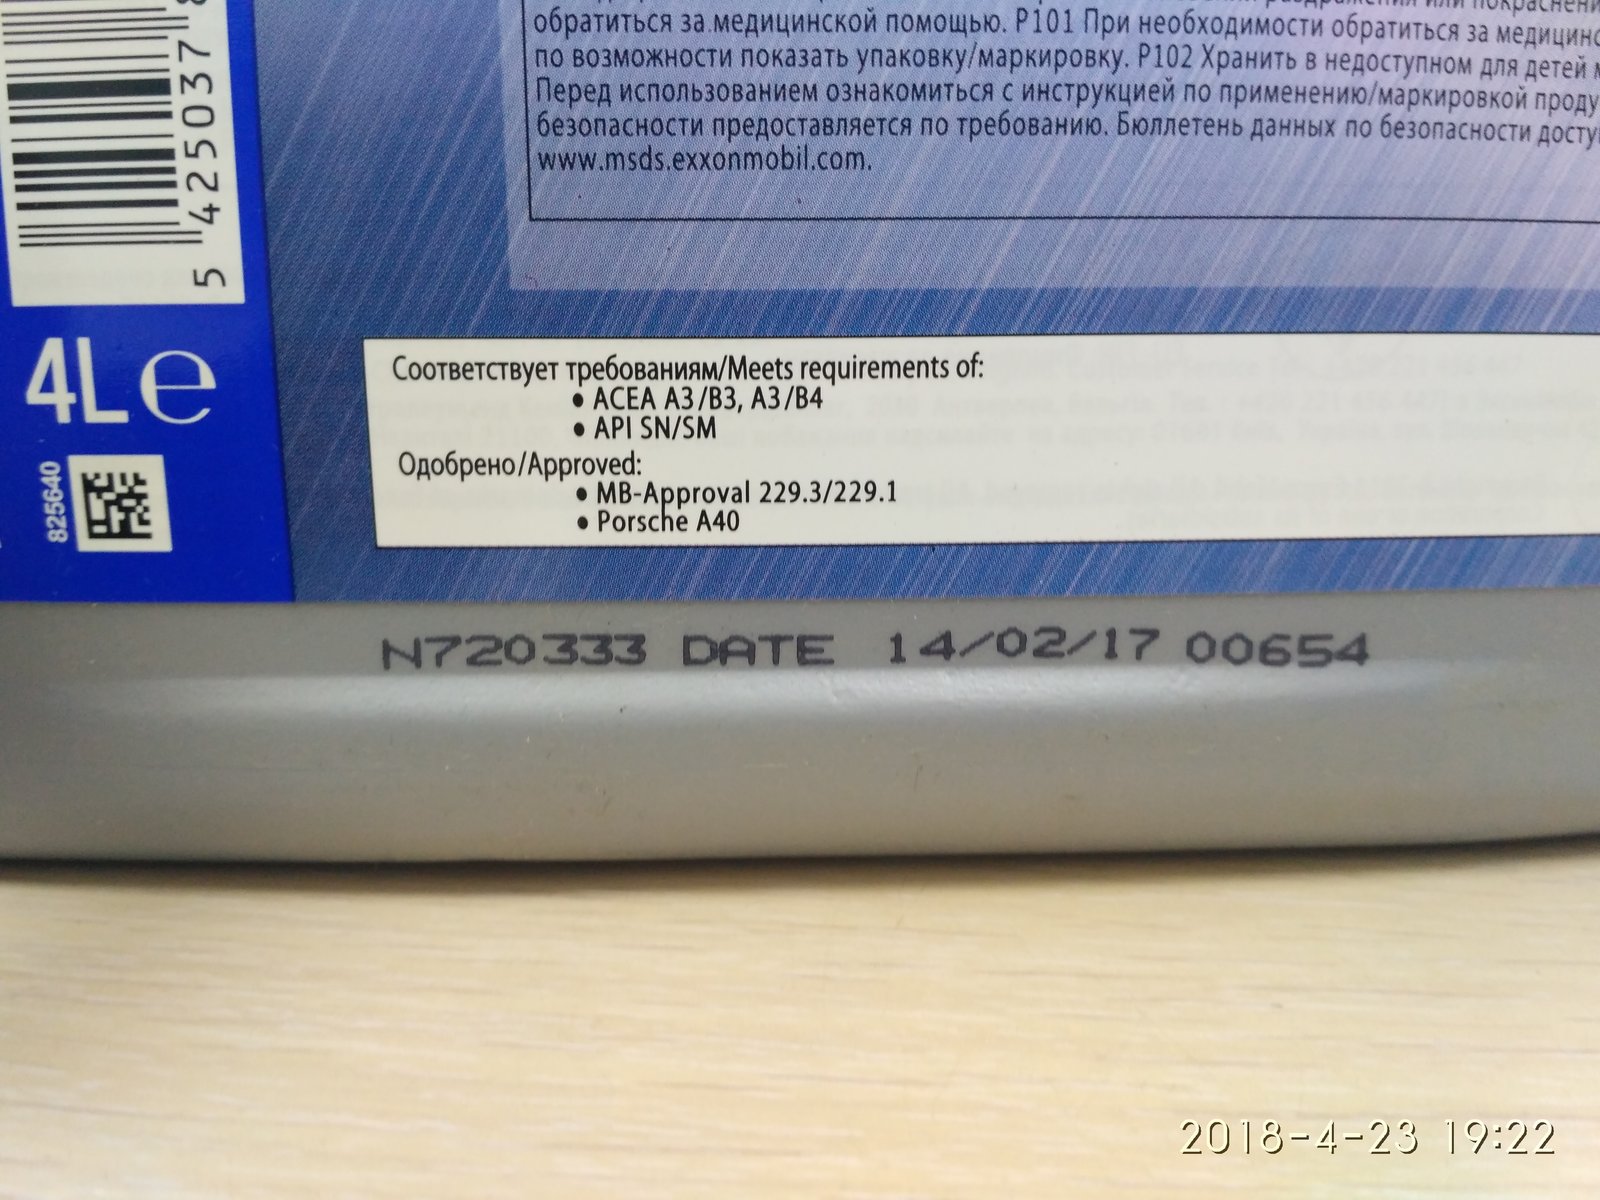 обратиться за медицинской помощью. P101 При необходимости обратиться за
по возможности показать упаковку/маркировку. P102 Хранить в недоступном для детей
Перед использованием ознакомиться с инструкцией по применению/маркировкой
безопасности предоставляется по требованию. Бюллетень данных по безопасности
www.msds.exxonmobil.com.
5 425037
4L e
825640
Соответствует требованиям/Meets requirements of:
• ACEA A3/B3, A3/B4
• API SN/SM
Одобрено/Approved:
• MB-Approval 229.3/229.1
• Porsche A40
N720333 DATE 14/02/17 00654
2018-4-23 19:22